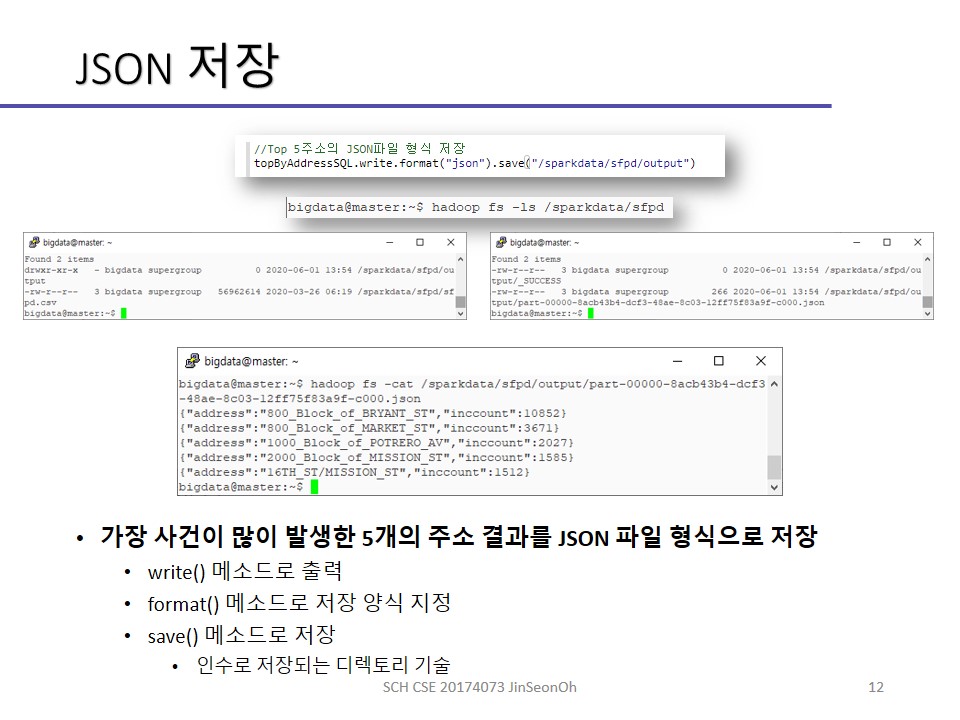 JSON 저장
//Top 5주소의 JSON파일 형식 저장
topByAddressSQL.write.format("json").save("/sparkdata/sfpd/output")
bigdata@master:~$ hadoop fs -ls /sparkdata/sfpd
bigdata@master: ~
Found 2 items
drwxr-xr-x   - bigdata supergroup          0 2020-06-01 13:54 /sparkdata/sfpd/ou
tput
-rw-r--r--   3 bigdata supergroup   56962614 2020-03-26 06:19 /sparkdata/sfpd/sf
pd.csv
bigdata@master:~$
bigdata@master: ~
Found 2 items
-rw-r--r--   3 bigdata supergroup          0 2020-06-01 13:54 /sparkdata/sfpd/ou
tput/_SUCCESS
-rw-r--r--   3 bigdata supergroup        266 2020-06-01 13:54 /sparkdata/sfpd/ou
tput/part-00000-8acb43b4-dcf3-48ae-8c03-12ff75f83a9f-c000.json
bigdata@master:~$
bigdata@master: ~
bigdata@master:~$ hadoop fs -cat /sparkdata/sfpd/output/part-00000-8acb43b4-dcf3
-48ae-8c03-12ff75f83a9f-c000.json
{"address":"800_Block_of_BRYANT_ST","inccount":10852}
{"address":"800_Block_of_MARKET_ST","inccount":3671}
{"address":"1000_Block_of_POTRERO_AV","inccount":2027}
{"address":"2000_Block_of_MISSION_ST","inccount":1585}
{"address":"16TH_ST/MISSION_ST","inccount":1512}
bigdata@master:~$
• 가장 사건이 많이 발생한 5개의 주소 결과를 JSON 파일 형식으로 저장
• write() 메소드로 출력
• format() 메소드로 저장 양식 지정
• save() 메소드로 저장
• 인수로 저장되는 디렉토리 기술
SCH CSE 20174073 JinSeonOh
12